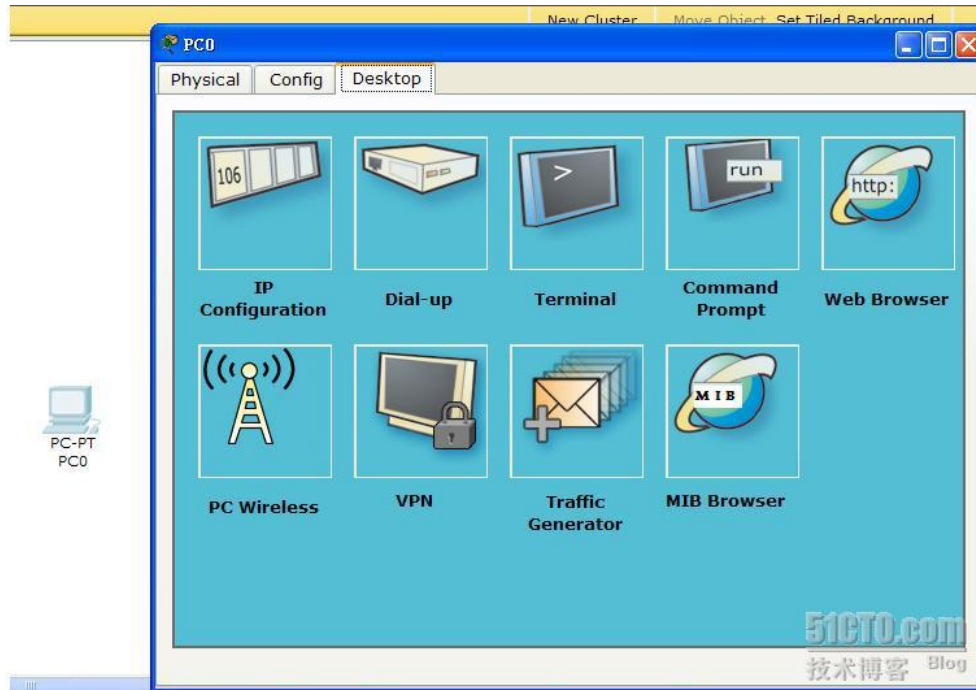 New Cluster Move Object Set Tiled Background
PC0
Physical Config Desktop
106
>
run
http:
IP
Configuration
Dial-up
Terminal
Command
Prompt
Web Browser
MIB
PC Wireless
VPN
Traffic
Generator
MIB Browser
PC-PT
PC0
51CTO.com
技术博客 Blog